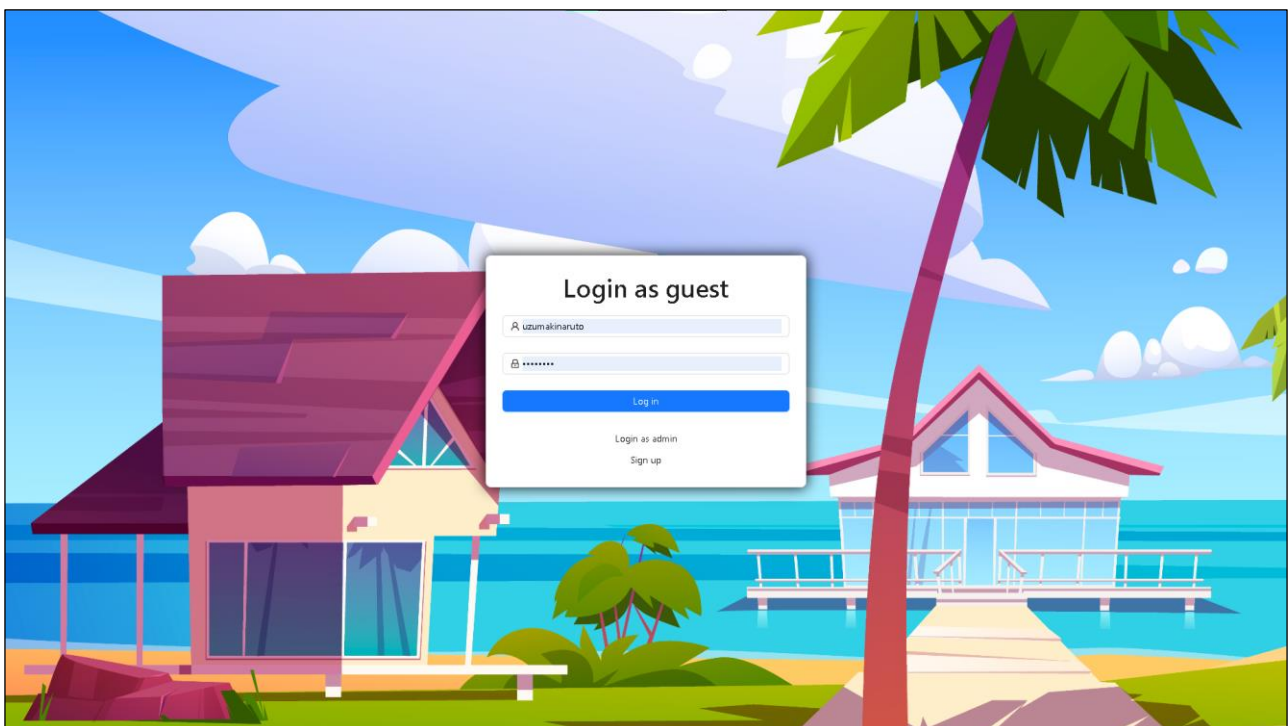 Login as guest
uzumakinaruto
••••••••
Log in
Login as admin
Sign up